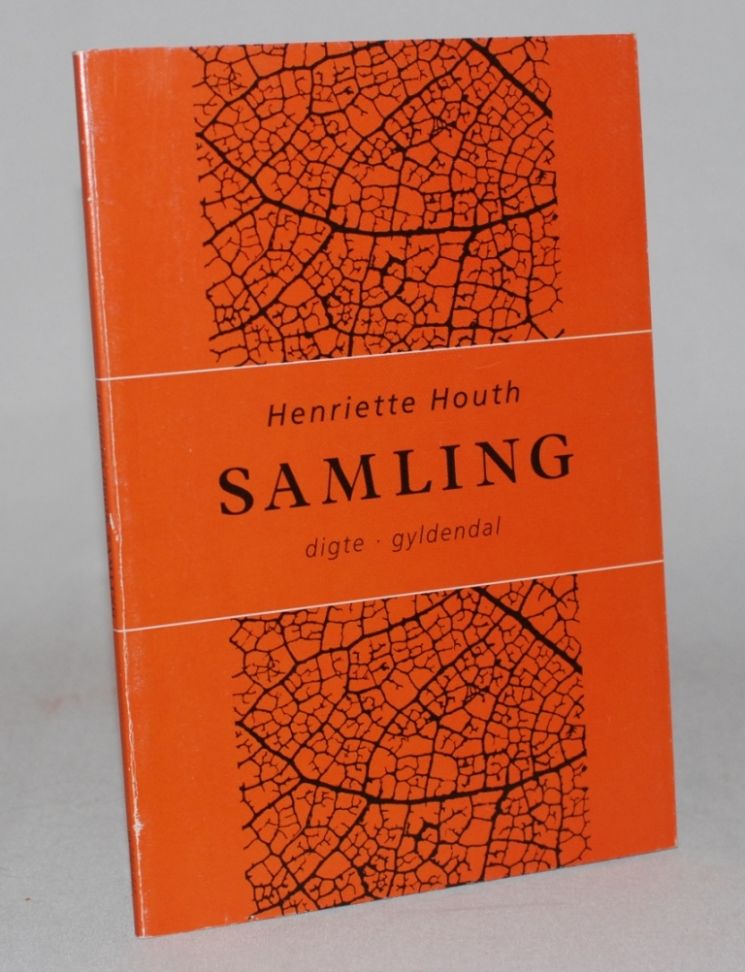 Henriette Houth
SAMLING
digte · gyldendal